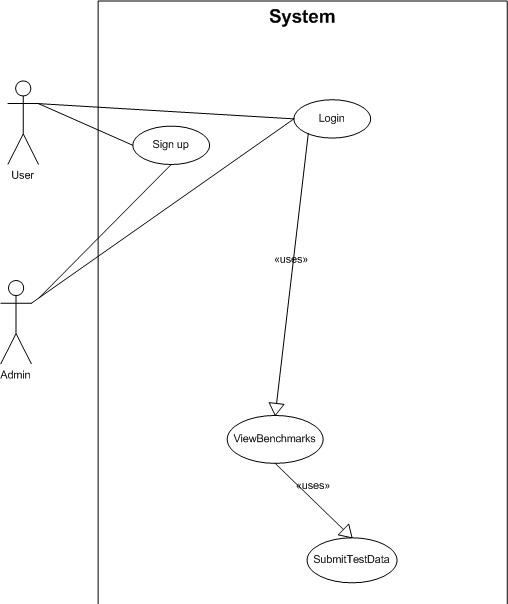 System
Login
Sign up
User
«uses»
Admin
ViewBenchmarks
«uses»
SubmitTestData